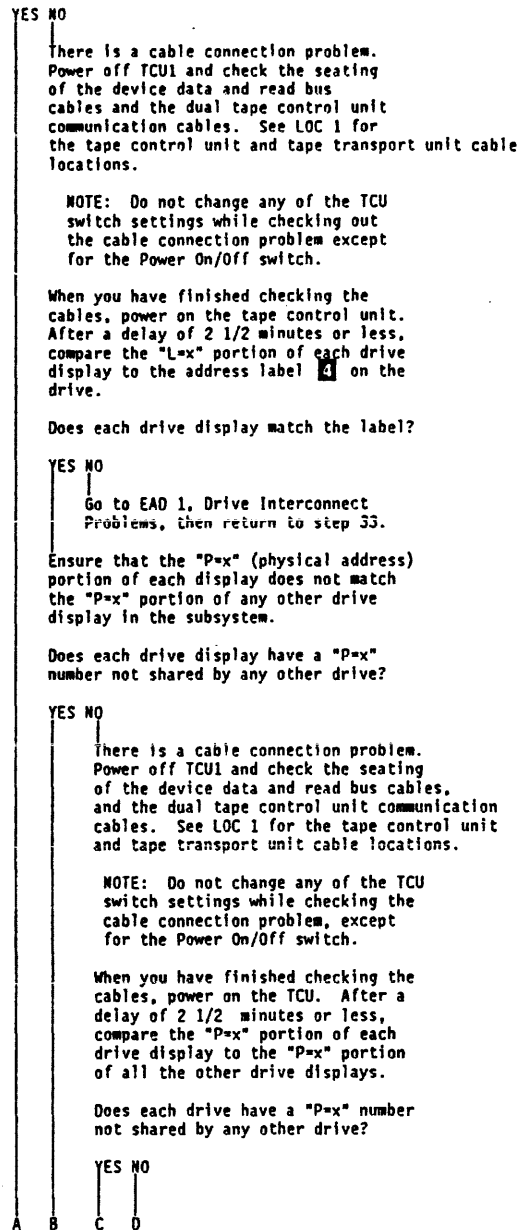 YES NO
There is a cable connection problem.
Power off TCU1 and check the seating
of the device data and read bus
cables and the dual tape control unit
communication cables. See LOC 1 for
the tape control unit and tape transport unit cable
locations.
NOTE: Do not change any of the TCU
switch settings while checking out
the cable connection problem except
for the Power On/Off switch.
When you have finished checking the
cables, power on the tape control unit.
After a delay of 2 1/2 minutes or less,
compare the "L=x" portion of each drive
display to the address label 4 on the
drive.
Does each drive display match the label?
YES NO
Go to EAD 1, Drive Interconnect
Problems, then return to step 33.
Ensure that the "P=x" (physical address)
portion of each display does not match
the "P=x" portion of any other drive
display in the subsystem.
Does each drive display have a "P=x"
number not shared by any other drive?
YES NO
There is a cable connection problem.
Power off TCU1 and check the seating
of the device data and read bus cables,
and the dual tape control unit communication
cables. See LOC 1 for the tape control unit
and tape transport unit cable locations.
NOTE: Do not change any of the TCU
switch settings while checking the
cable connection problem, except
for the Power On/Off switch.
When you have finished checking the
cables, power on the TCU. After a
delay of 2 1/2 minutes or less,
compare the "P=x" portion of each
drive display to the "P=x" portion
of all the other drive displays.
Does each drive have a "P=x" number
not shared by any other drive?
YES NO
A B C D